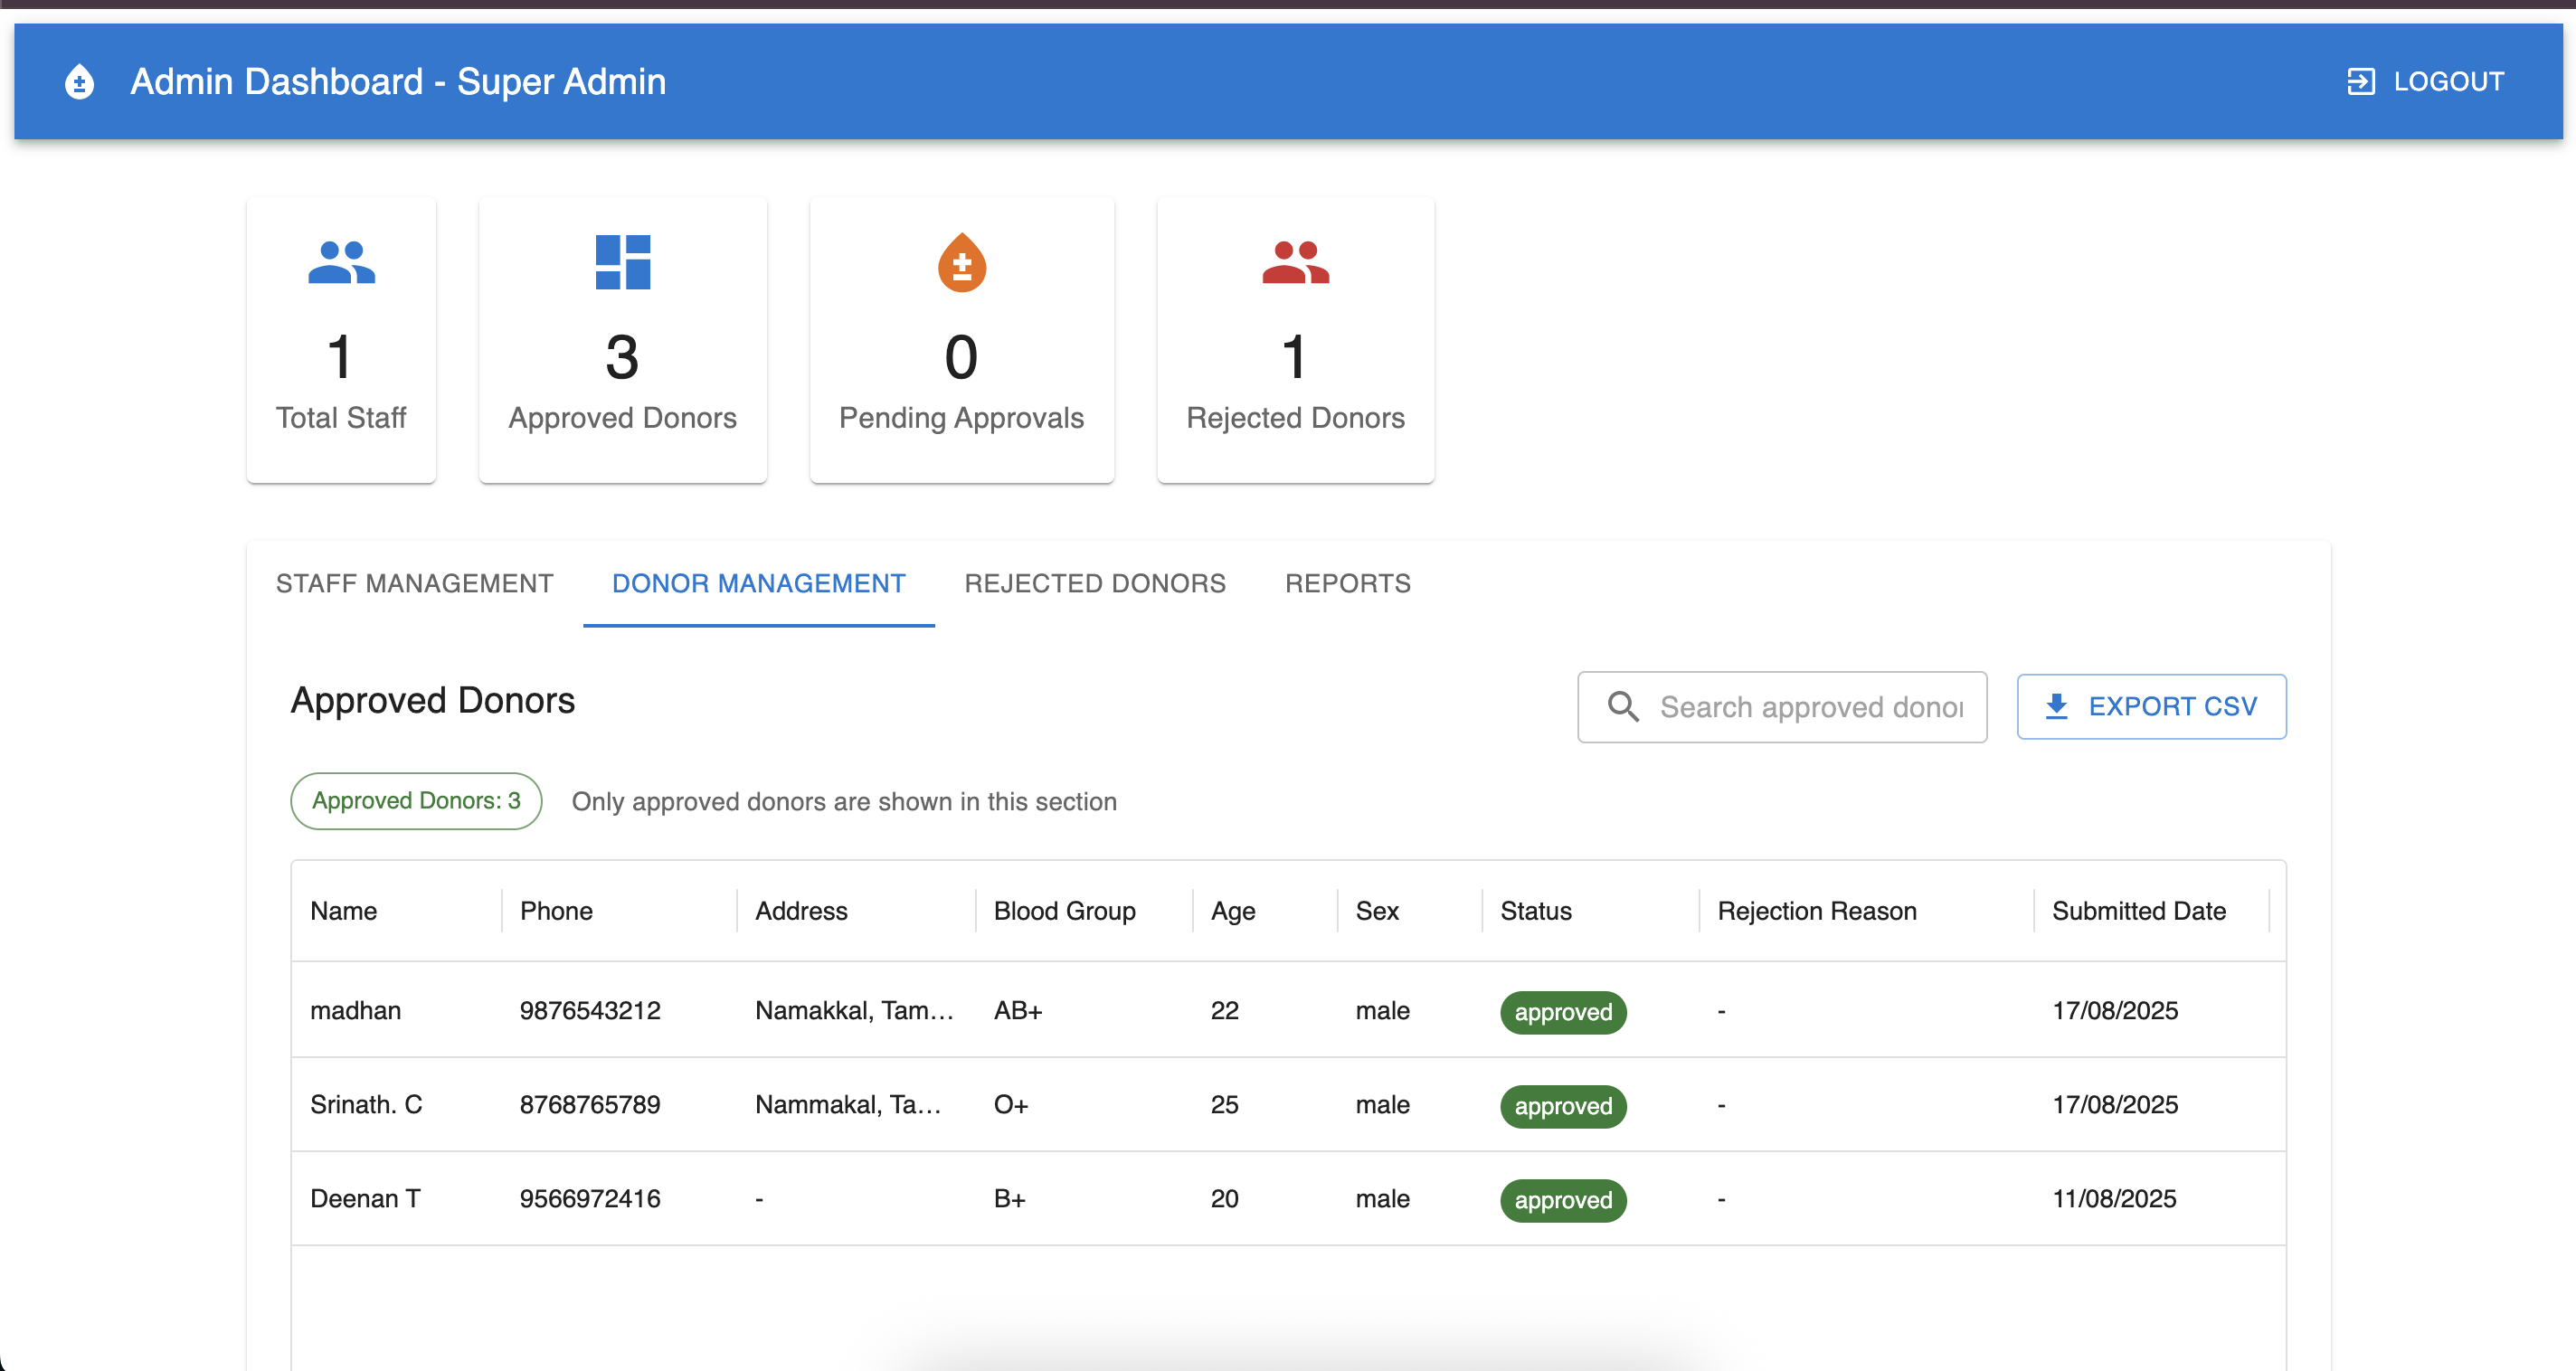 Admin Dashboard - Super Admin
LOGOUT
1
Total Staff
3
Approved Donors
0
Pending Approvals
1
Rejected Donors
STAFF MANAGEMENT DONOR MANAGEMENT REJECTED DONORS REPORTS
Approved Donors
Search approved donor
EXPORT CSV
Approved Donors: 3
Only approved donors are shown in this section
Name Phone Address Blood Group Age Sex Status Rejection Reason Submitted Date
madhan 9876543212 Namakkal, Tam... AB+ 22 male approved - 17/08/2025
Srinath. C 8768765789 Nammakal, Ta... O+ 25 male approved - 17/08/2025
Deenan T 9566972416 - B+ 20 male approved - 11/08/2025